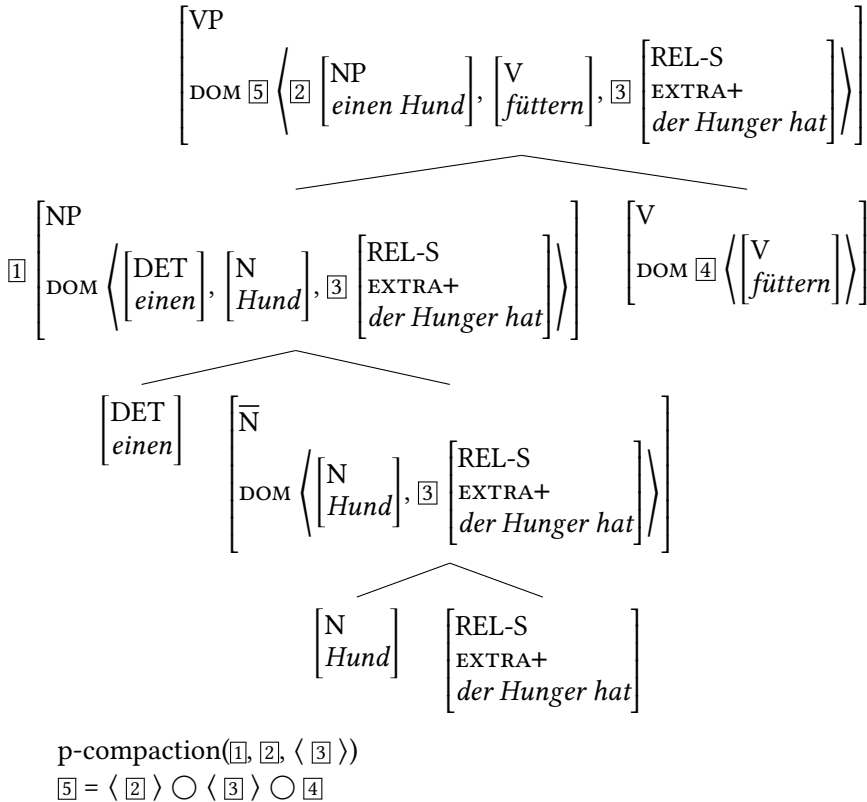 VP
DOM 5 ⟨ 2 [NP einen Hund], [V füttern], 3 [REL-S EXTRA+ der Hunger hat] ⟩
1 [NP DOM ⟨ [DET einen], [N Hund], 3 [REL-S EXTRA+ der Hunger hat] ⟩]
[V DOM 4 ⟨ [V füttern] ⟩]
[DET einen]
[N̅ DOM ⟨ [N Hund], 3 [REL-S EXTRA+ der Hunger hat] ⟩]
[N Hund]
[REL-S EXTRA+ der Hunger hat]
p-compaction(1, 2, ⟨ 3 ⟩)
5 = ⟨ 2 ⟩ ◯ ⟨ 3 ⟩ ◯ 4